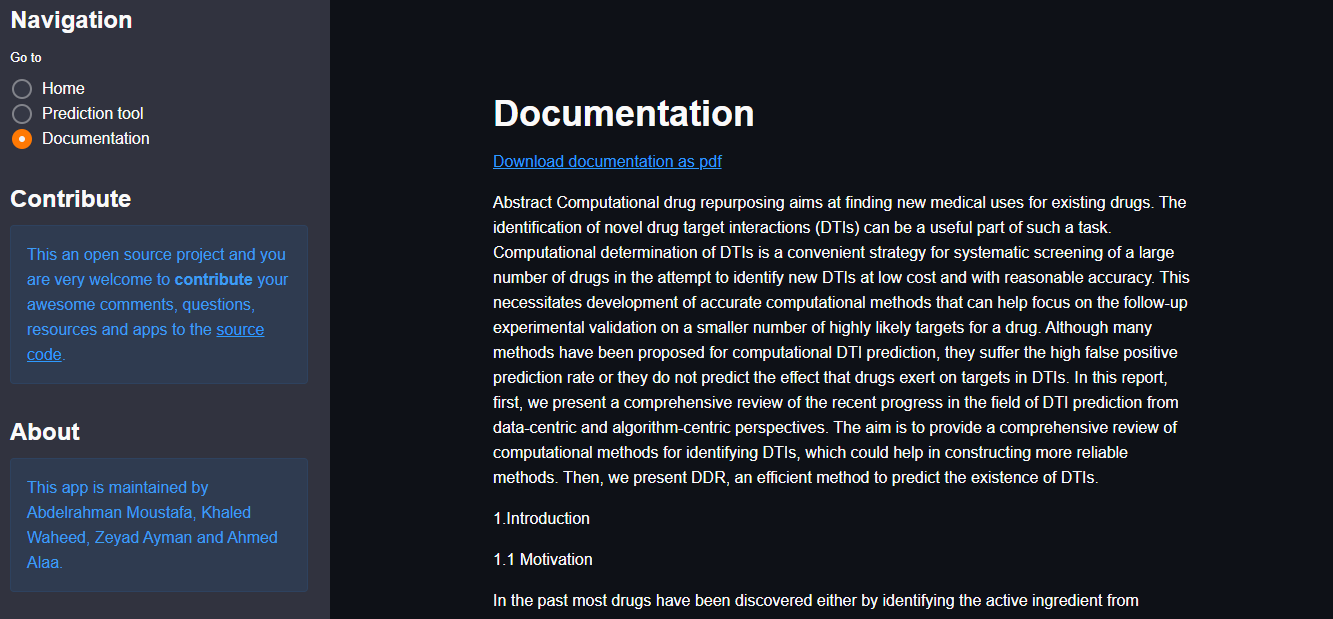 Navigation
Go to
Home
Prediction tool
Documentation
Contribute
This an open source project and you
are very welcome to contribute your
awesome comments, questions,
resources and apps to the source
code.
About
This app is maintained by
Abdelrahman Moustafa, Khaled
Waheed, Zeyad Ayman and Ahmed
Alaa.
Documentation
Download documentation as pdf
Abstract Computational drug repurposing aims at finding new medical uses for existing drugs. The
identification of novel drug target interactions (DTIs) can be a useful part of such a task.
Computational determination of DTIs is a convenient strategy for systematic screening of a large
number of drugs in the attempt to identify new DTIs at low cost and with reasonable accuracy. This
necessitates development of accurate computational methods that can help focus on the follow-up
experimental validation on a smaller number of highly likely targets for a drug. Although many
methods have been proposed for computational DTI prediction, they suffer the high false positive
prediction rate or they do not predict the effect that drugs exert on targets in DTIs. In this report,
first, we present a comprehensive review of the recent progress in the field of DTI prediction from
data-centric and algorithm-centric perspectives. The aim is to provide a comprehensive review of
computational methods for identifying DTIs, which could help in constructing more reliable
methods. Then, we present DDR, an efficient method to predict the existence of DTIs.
1.Introduction
1.1 Motivation
In the past most drugs have been discovered either by identifying the active ingredient from